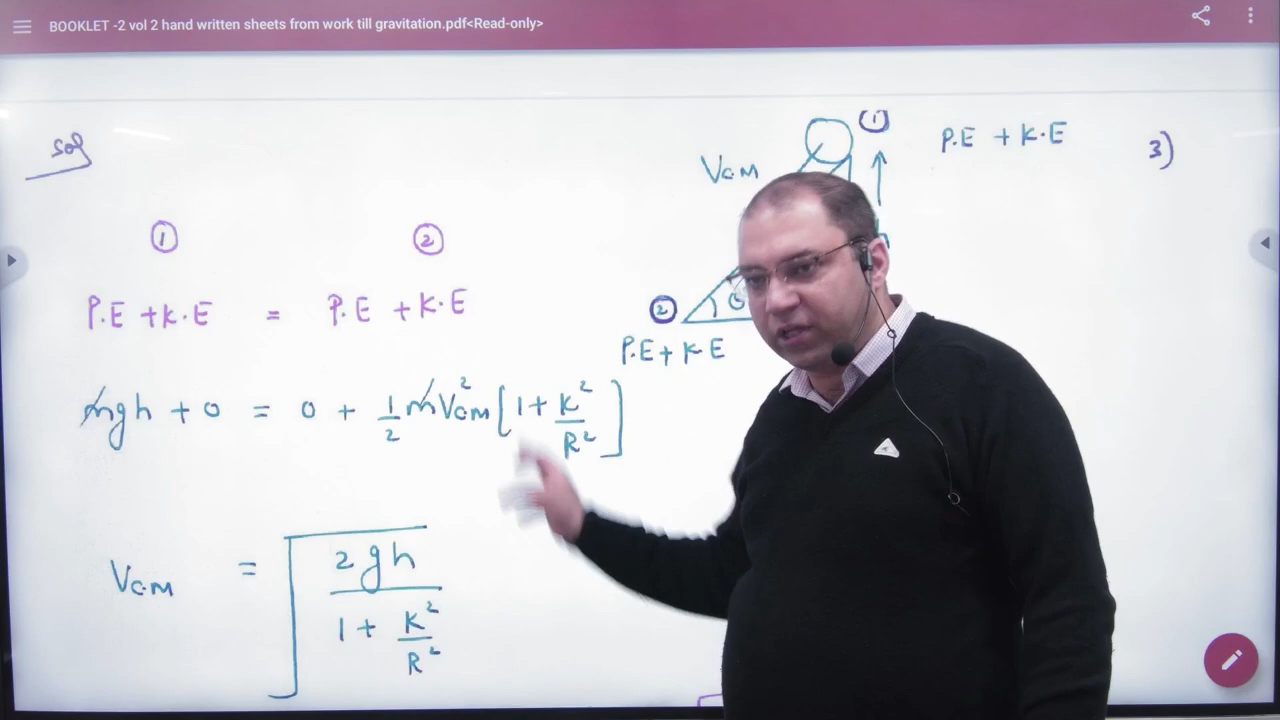 BOOKLET -2 vol 2 hand written sheets from work till gravitation.pdf<Read-only>
sol
① P.E + K.E 3)
VCM
① ②
P.E + K.E = P.E + K.E
② θ
P.E + K.E
mgh + 0 = 0 + 1/2 mVCM² [1 + K²/R²]
VCM = √(2gh / (1 + K²/R²))